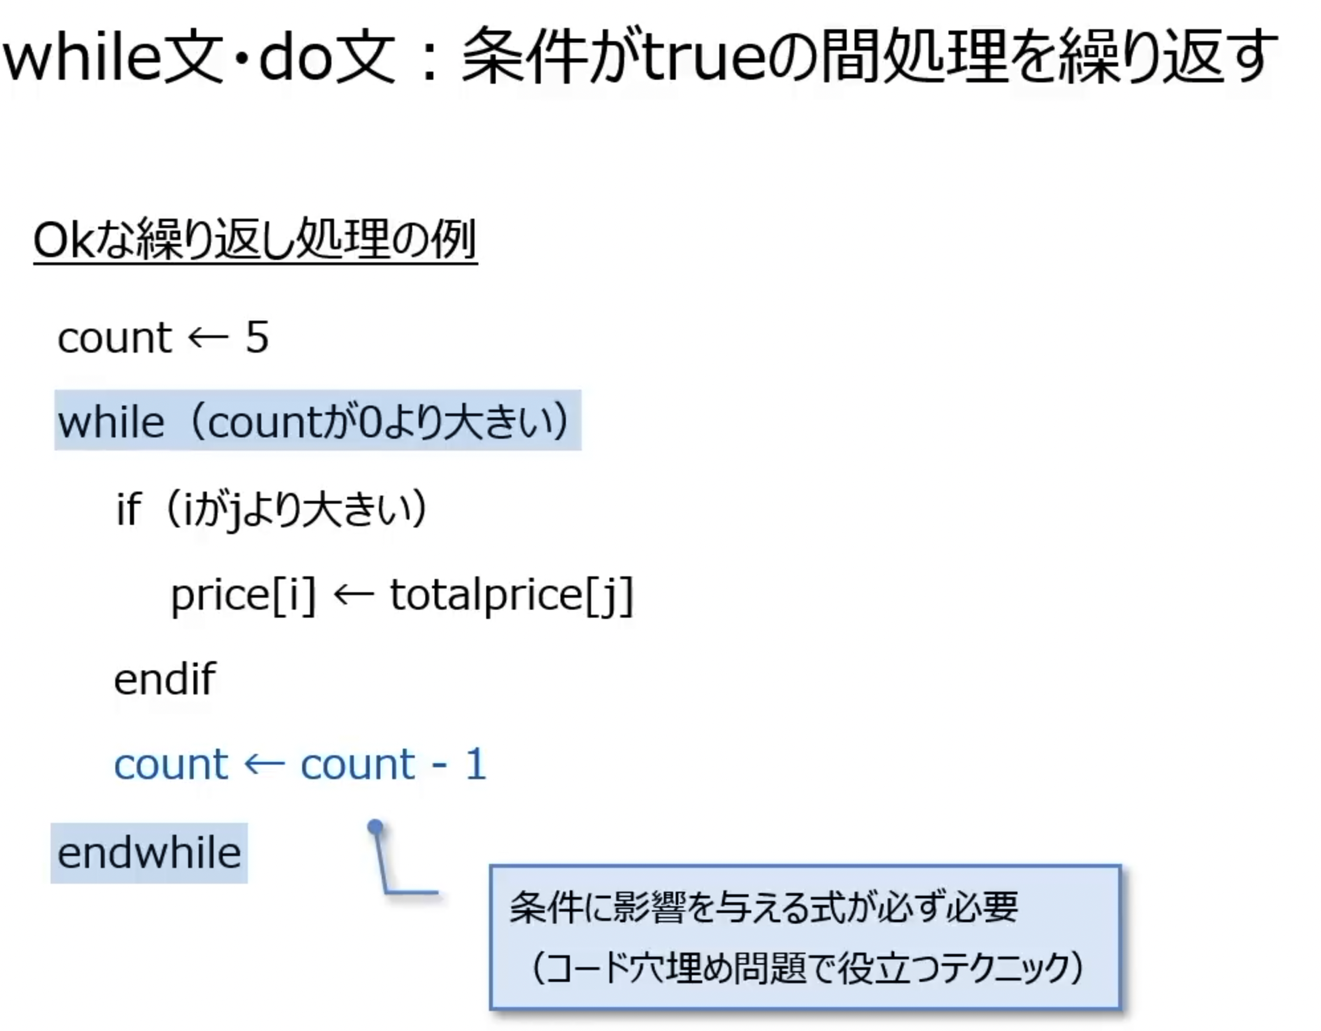 while文・do文：条件がtrueの間処理を繰り返す
Okな繰り返し処理の例
count ← 5
while（countが0より大きい）
if（iがjより大きい）
price[i] ← totalprice[j]
endif
count ← count - 1
endwhile
条件に影響を与える式が必ず必要
（コード穴埋め問題で役立つテクニック）